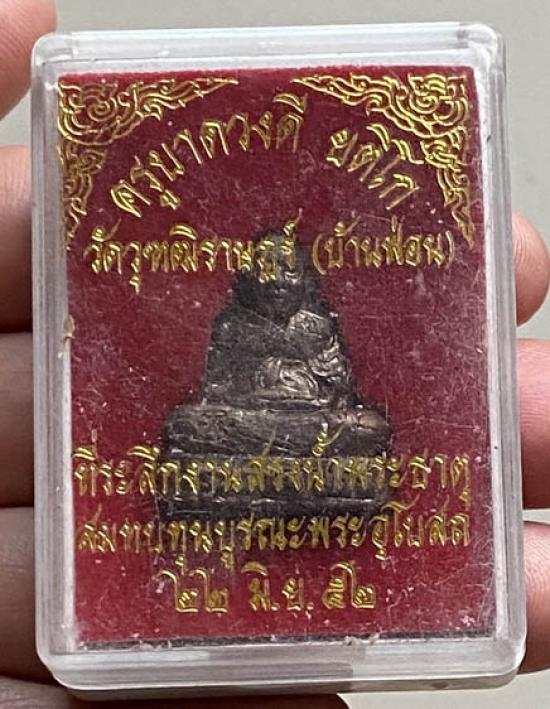 ครูบาดวงดี ยติโก
วัดวุฑฒิราษฎร์ (บ้านฟ่อน)
ที่ระลึกงานสรงน้ำพระธาตุ
สมทบทุนบูรณะพระอุโบสถ
๒๒ มิ.ย. ๕๒